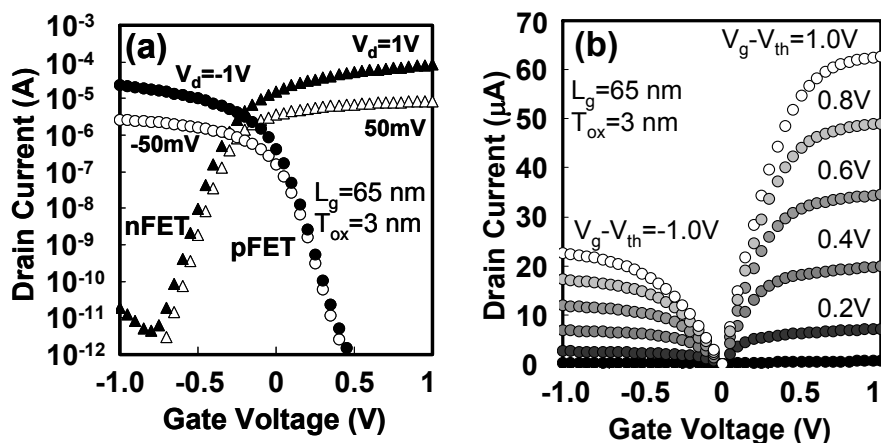 (a)
V_d=-1V
V_d=1V
-50mV
50mV
L_g=65 nm
T_ox=3 nm
nFET
pFET
Drain Current (A)
10^-3
10^-4
10^-5
10^-6
10^-7
10^-8
10^-9
10^-10
10^-11
10^-12
-1.0
-0.5
0
0.5
1
Gate Voltage (V)
(b)
V_g-V_th=1.0V
L_g=65 nm
T_ox=3 nm
0.8V
0.6V
0.4V
0.2V
V_g-V_th=-1.0V
Drain Current (μA)
70
60
50
40
30
20
10
0
-1.0
-0.5
0
0.5
1
Gate Voltage (V)